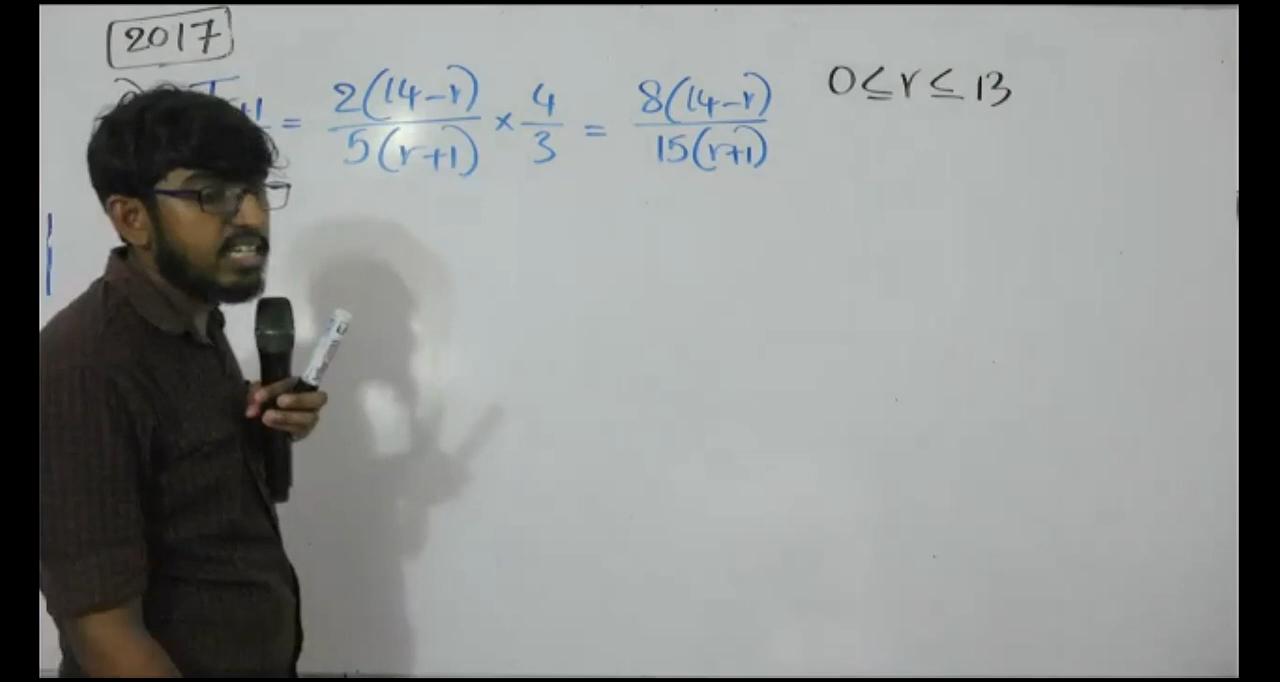 2017
= 2(14-r) / 5(r+1) × 4/3 = 8(14-r) / 15(r+1) 0 ≤ r ≤ 13